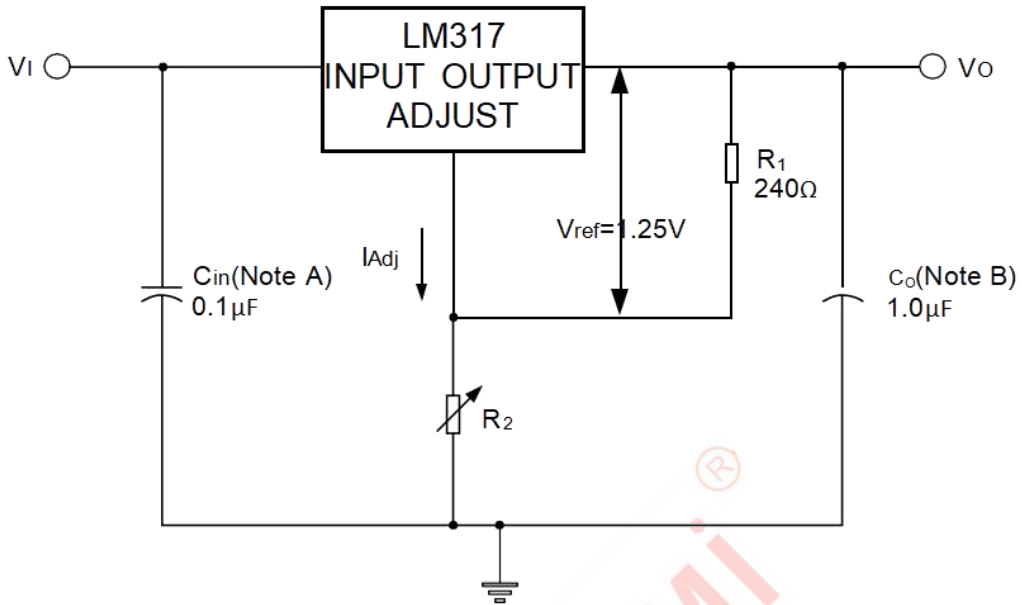 LM317
INPUT OUTPUT
ADJUST
VI
VO
R1
240Ω
Vref=1.25V
IAdj
Cin(Note A)
0.1μF
Co(Note B)
1.0μF
R2
®